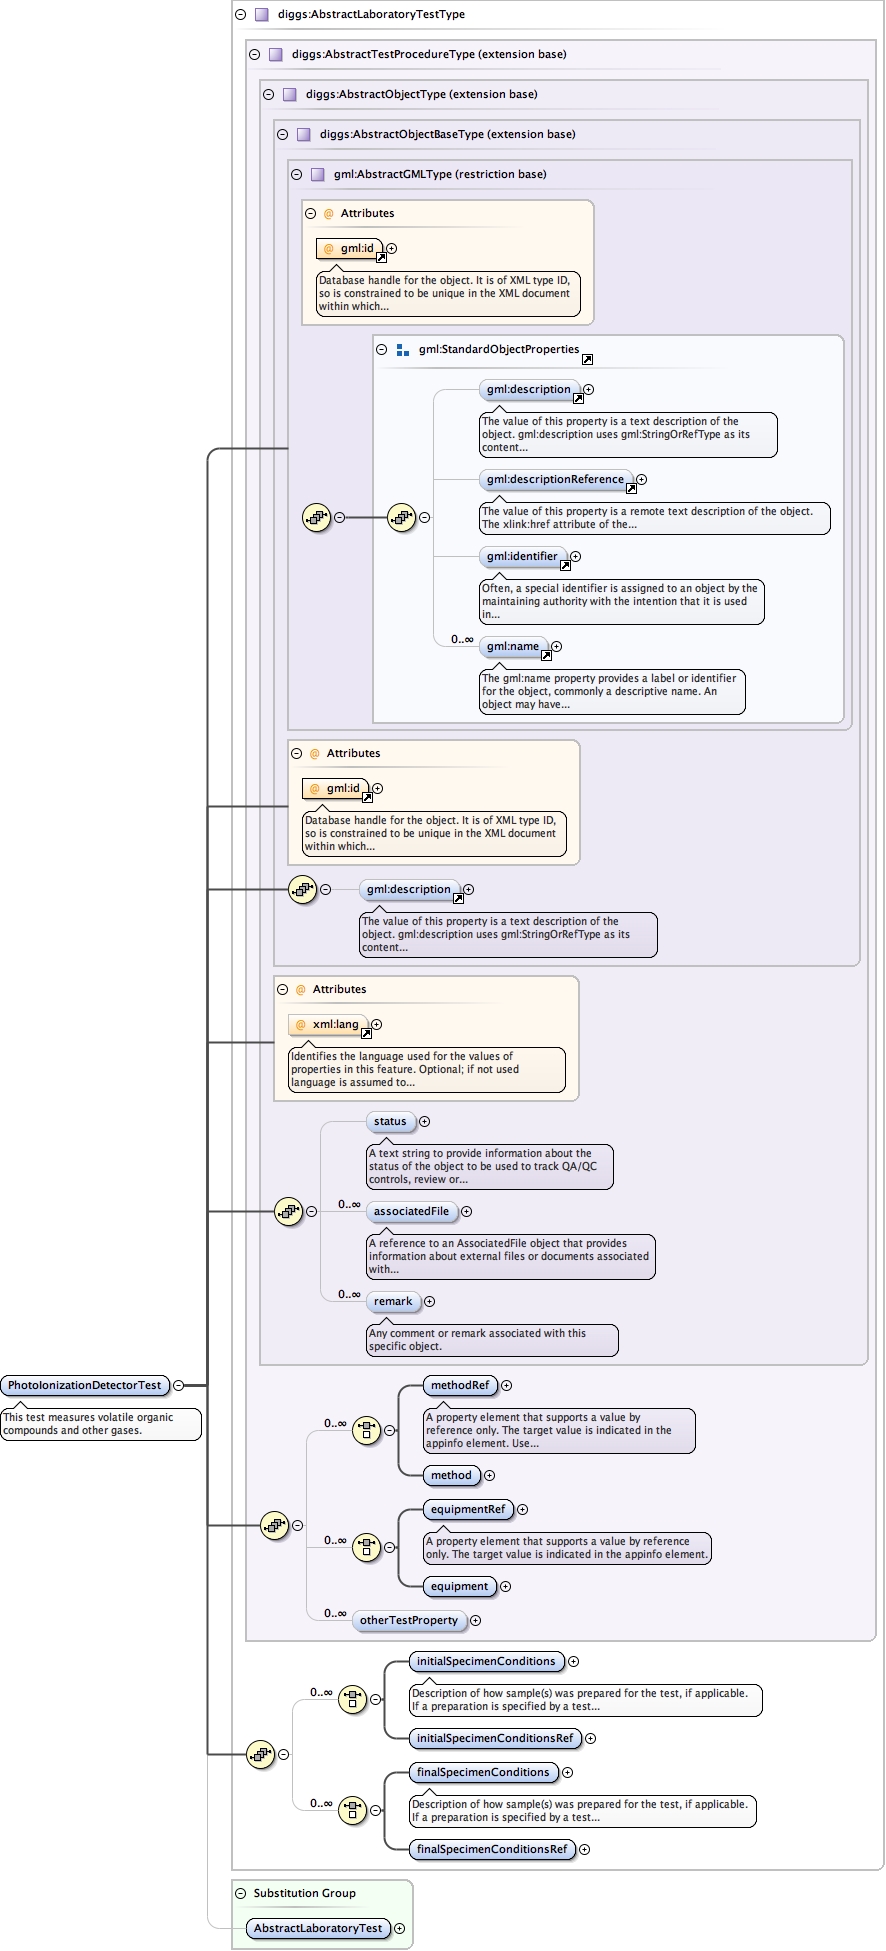 diggs:AbstractLaboratoryTestType
diggs:AbstractTestProcedureType (extension base)
diggs:AbstractObjectType (extension base)
diggs:AbstractObjectBaseType (extension base)
gml:AbstractGMLType (restriction base)
@ Attributes
@ gml:id
Database handle for the object. It is of XML type ID,
so is constrained to be unique in the XML document
within which...
gml:StandardObjectProperties
gml:description
The value of this property is a text description of the
object. gml:description uses gml:StringOrRefType as its
content...
gml:descriptionReference
The value of this property is a remote text description of the object.
The xlink:href attribute of the...
gml:identifier
Often, a special identifier is assigned to an object by the
maintaining authority with the intention that it is used
in...
0..∞
gml:name
The gml:name property provides a label or identifier
for the object, commonly a descriptive name. An
object may have...
@ Attributes
@ gml:id
Database handle for the object. It is of XML type ID,
so is constrained to be unique in the XML document
within which...
gml:description
The value of this property is a text description of the
object. gml:description uses gml:StringOrRefType as its
content...
@ Attributes
@ xml:lang
Identifies the language used for the values of
properties in this feature. Optional; if not used
language is assumed to...
status
A text string to provide information about the
status of the object to be used to track QA/QC
controls, review or...
0..∞
associatedFile
A reference to an AssociatedFile object that provides
information about external files or documents associated
with...
0..∞
remark
Any comment or remark associated with this
specific object.
PhotoIonizationDetectorTest
This test measures volatile organic
compounds and other gases.
methodRef
0..∞
A property element that supports a value by
reference only. The target value is indicated in the
appinfo element. Use...
method
equipmentRef
0..∞
A property element that supports a value by reference
only. The target value is indicated in the appinfo element.
equipment
0..∞
otherTestProperty
initialSpecimenConditions
0..∞
Description of how sample(s) was prepared for the test, if applicable.
If a preparation is specified by a test...
initialSpecimenConditionsRef
finalSpecimenConditions
0..∞
Description of how sample(s) was prepared for the test, if applicable.
If a preparation is specified by a test...
finalSpecimenConditionsRef
Substitution Group
AbstractLaboratoryTest